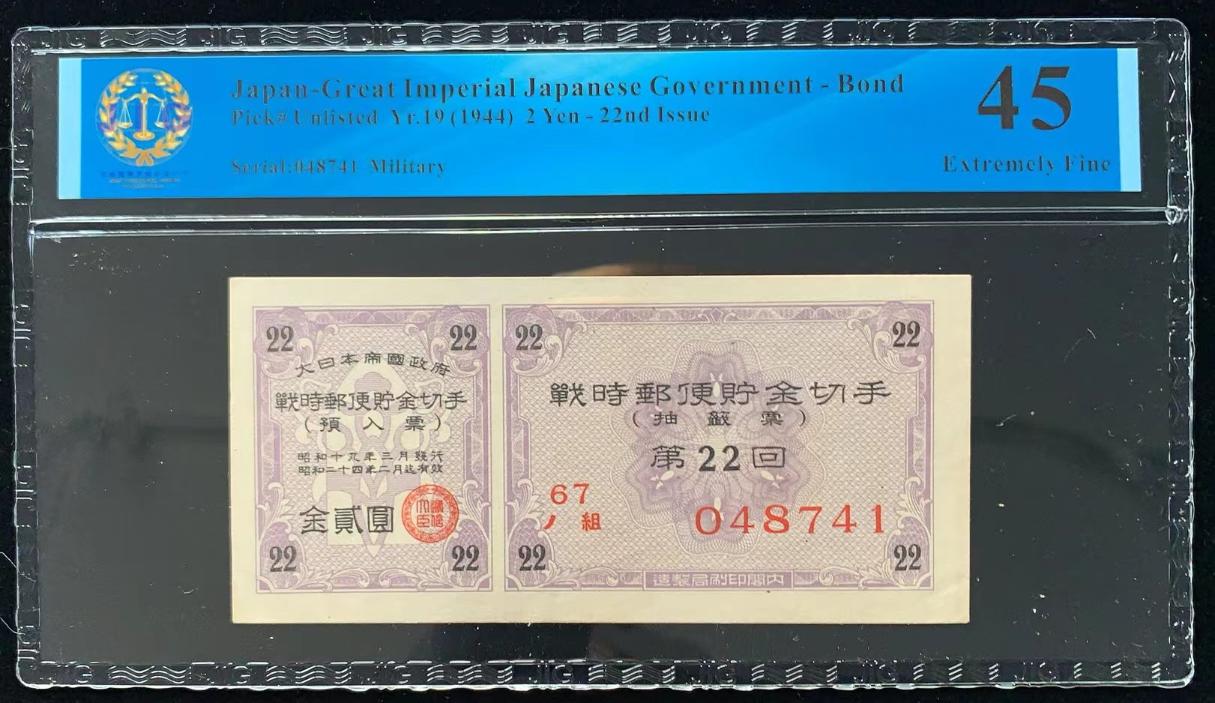 Japan-Great Imperial Japanese Government - Bond
Pick# Unlisted Yr.19 (1944) 2 Yen - 22nd Issue
Serial:048741 Military
45
Extremely Fine
22 22
大日本帝國政府
戰時郵便貯金切手
(預入票)
昭和十九年三月發行
昭和二十四年二月迄有效
金貳圓
22 22
22 22
戰時郵便貯金切手
(抽籤票)
第22回
67
ノ組
048741
22 22
造製局刷印閣内